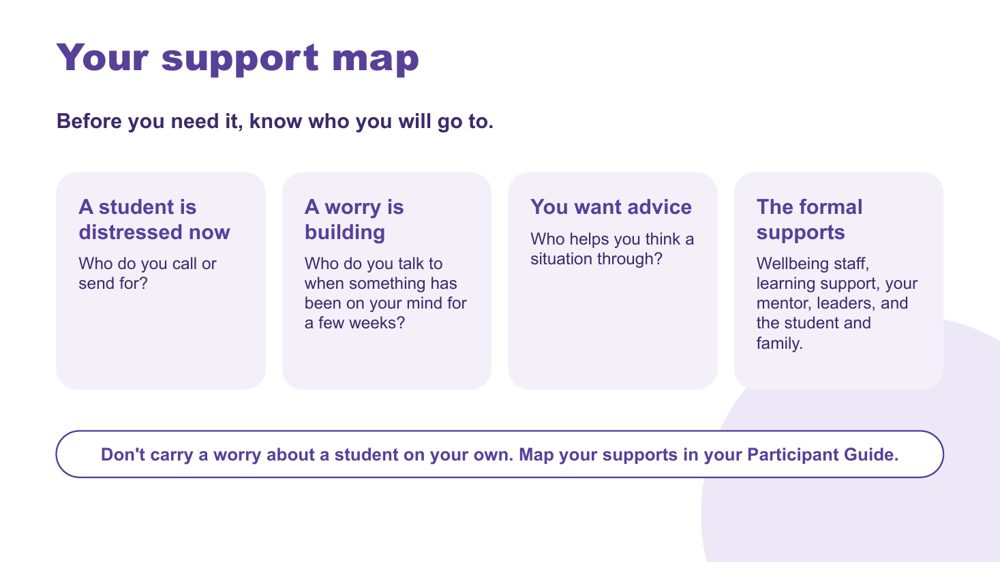 Your support map
Before you need it, know who you will go to.
A student is
distressed now
Who do you call or
send for?
A worry is
building
Who do you talk to
when something has
been on your mind for
a few weeks?
You want advice
Who helps you think a
situation through?
The formal
supports
Wellbeing staff,
learning support, your
mentor, leaders, and
the student and
family.
Don't carry a worry about a student on your own. Map your supports in your Participant Guide.